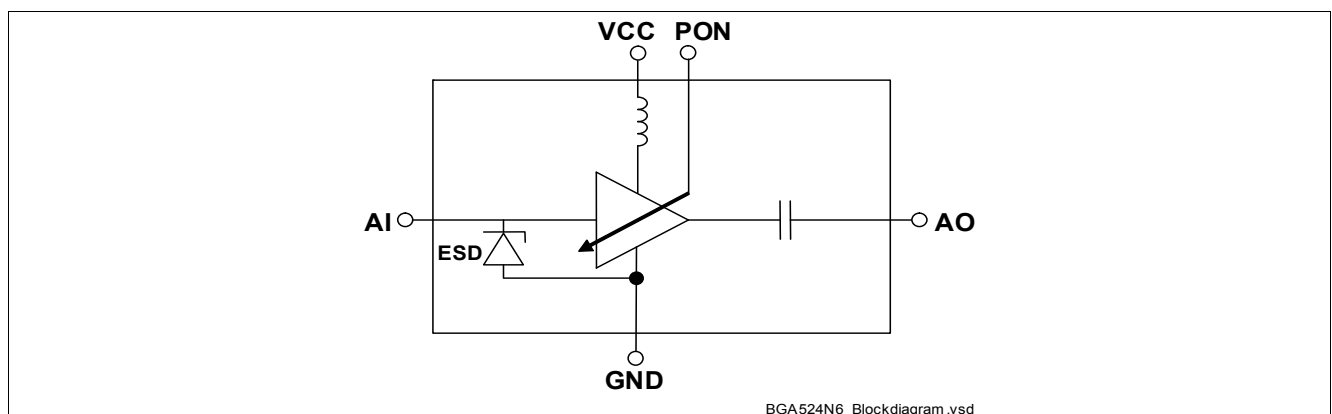 VCC PON
AI
ESD
AO
GND
BGA524N6_Blockdiagram.vsd